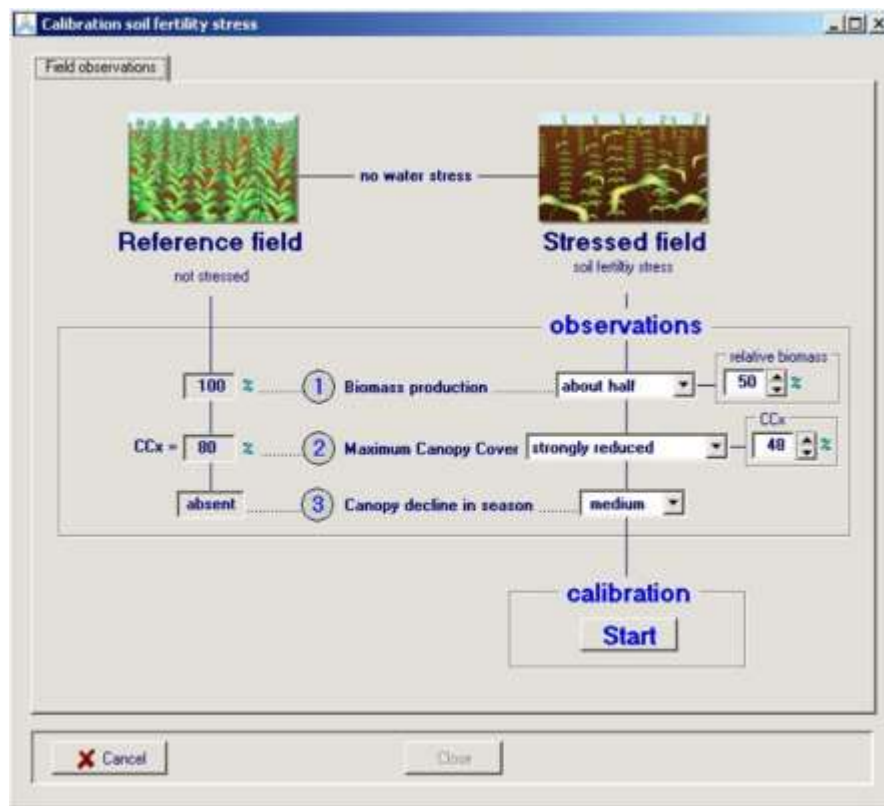 Calibration soil fertility stress
Field observations
no water stress
Reference field
Stressed field
not stressed
soil fertiltiy stress
observations
relative biomass
100 % 1 Biomass production about half 50 %
CCx
CCx = 80 % 2 Maximum Canopy Cover strongly reduced 48 %
absent 3 Canopy decline in season medium
calibration
Start
Cancel
Close